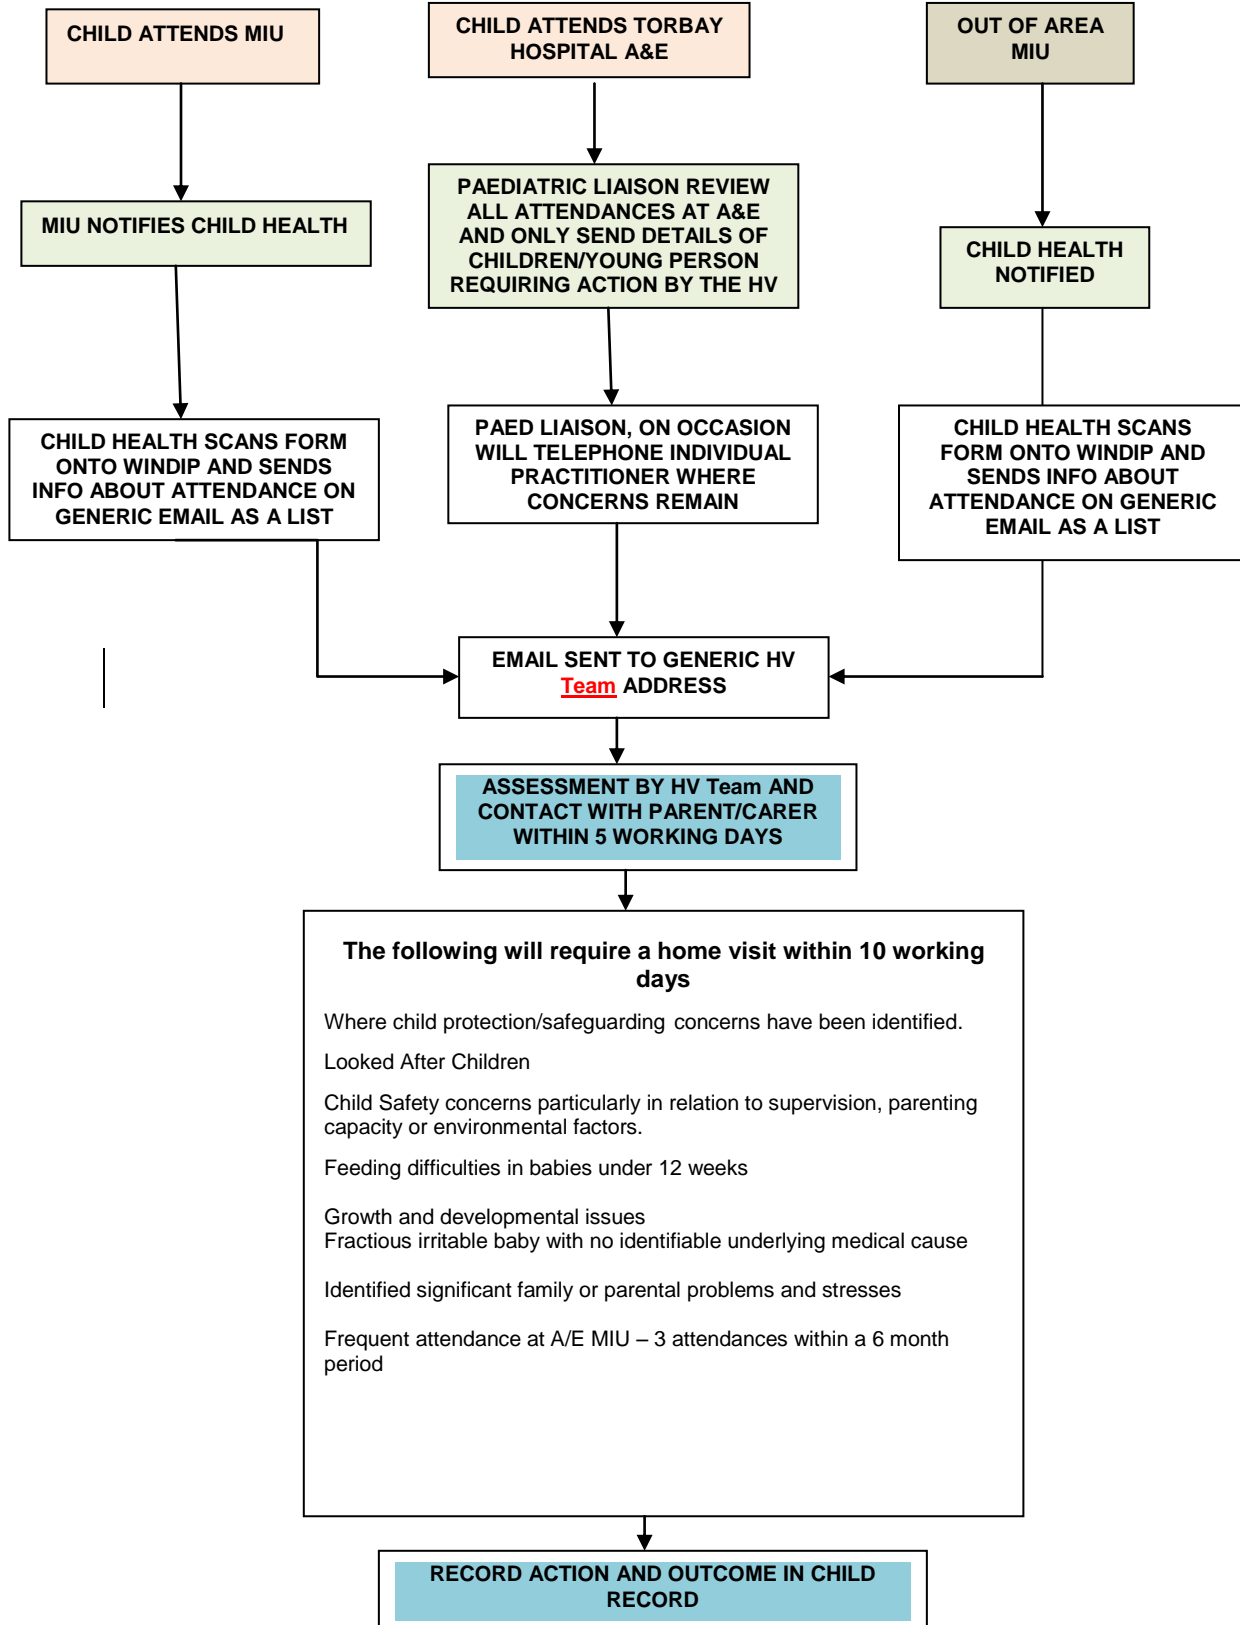 CHILD ATTENDS MIU
CHILD ATTENDS TORBAY
HOSPITAL A&E
OUT OF AREA
MIU
MIU NOTIFIES CHILD HEALTH
PAEDIATRIC LIAISON REVIEW
ALL ATTENDANCES AT A&E
AND ONLY SEND DETAILS OF
CHILDREN/YOUNG PERSON
REQUIRING ACTION BY THE HV
CHILD HEALTH
NOTIFIED
CHILD HEALTH SCANS FORM
ONTO WINDIP AND SENDS
INFO ABOUT ATTENDANCE ON
GENERIC EMAIL AS A LIST
PAED LIAISON, ON OCCASION
WILL TELEPHONE INDIVIDUAL
PRACTITIONER WHERE
CONCERNS REMAIN
CHILD HEALTH SCANS
FORM ONTO WINDIP AND
SENDS INFO ABOUT
ATTENDANCE ON GENERIC
EMAIL AS A LIST
EMAIL SENT TO GENERIC HV
Team ADDRESS
ASSESSMENT BY HV Team AND
CONTACT WITH PARENT/CARER
WITHIN 5 WORKING DAYS
The following will require a home visit within 10 working
days
Where child protection/safeguarding concerns have been identified.
Looked After Children
Child Safety concerns particularly in relation to supervision, parenting
capacity or environmental factors.
Feeding difficulties in babies under 12 weeks
Growth and developmental issues
Fractious irritable baby with no identifiable underlying medical cause
Identified significant family or parental problems and stresses
Frequent attendance at A/E MIU – 3 attendances within a 6 month
period
RECORD ACTION AND OUTCOME IN CHILD
RECORD